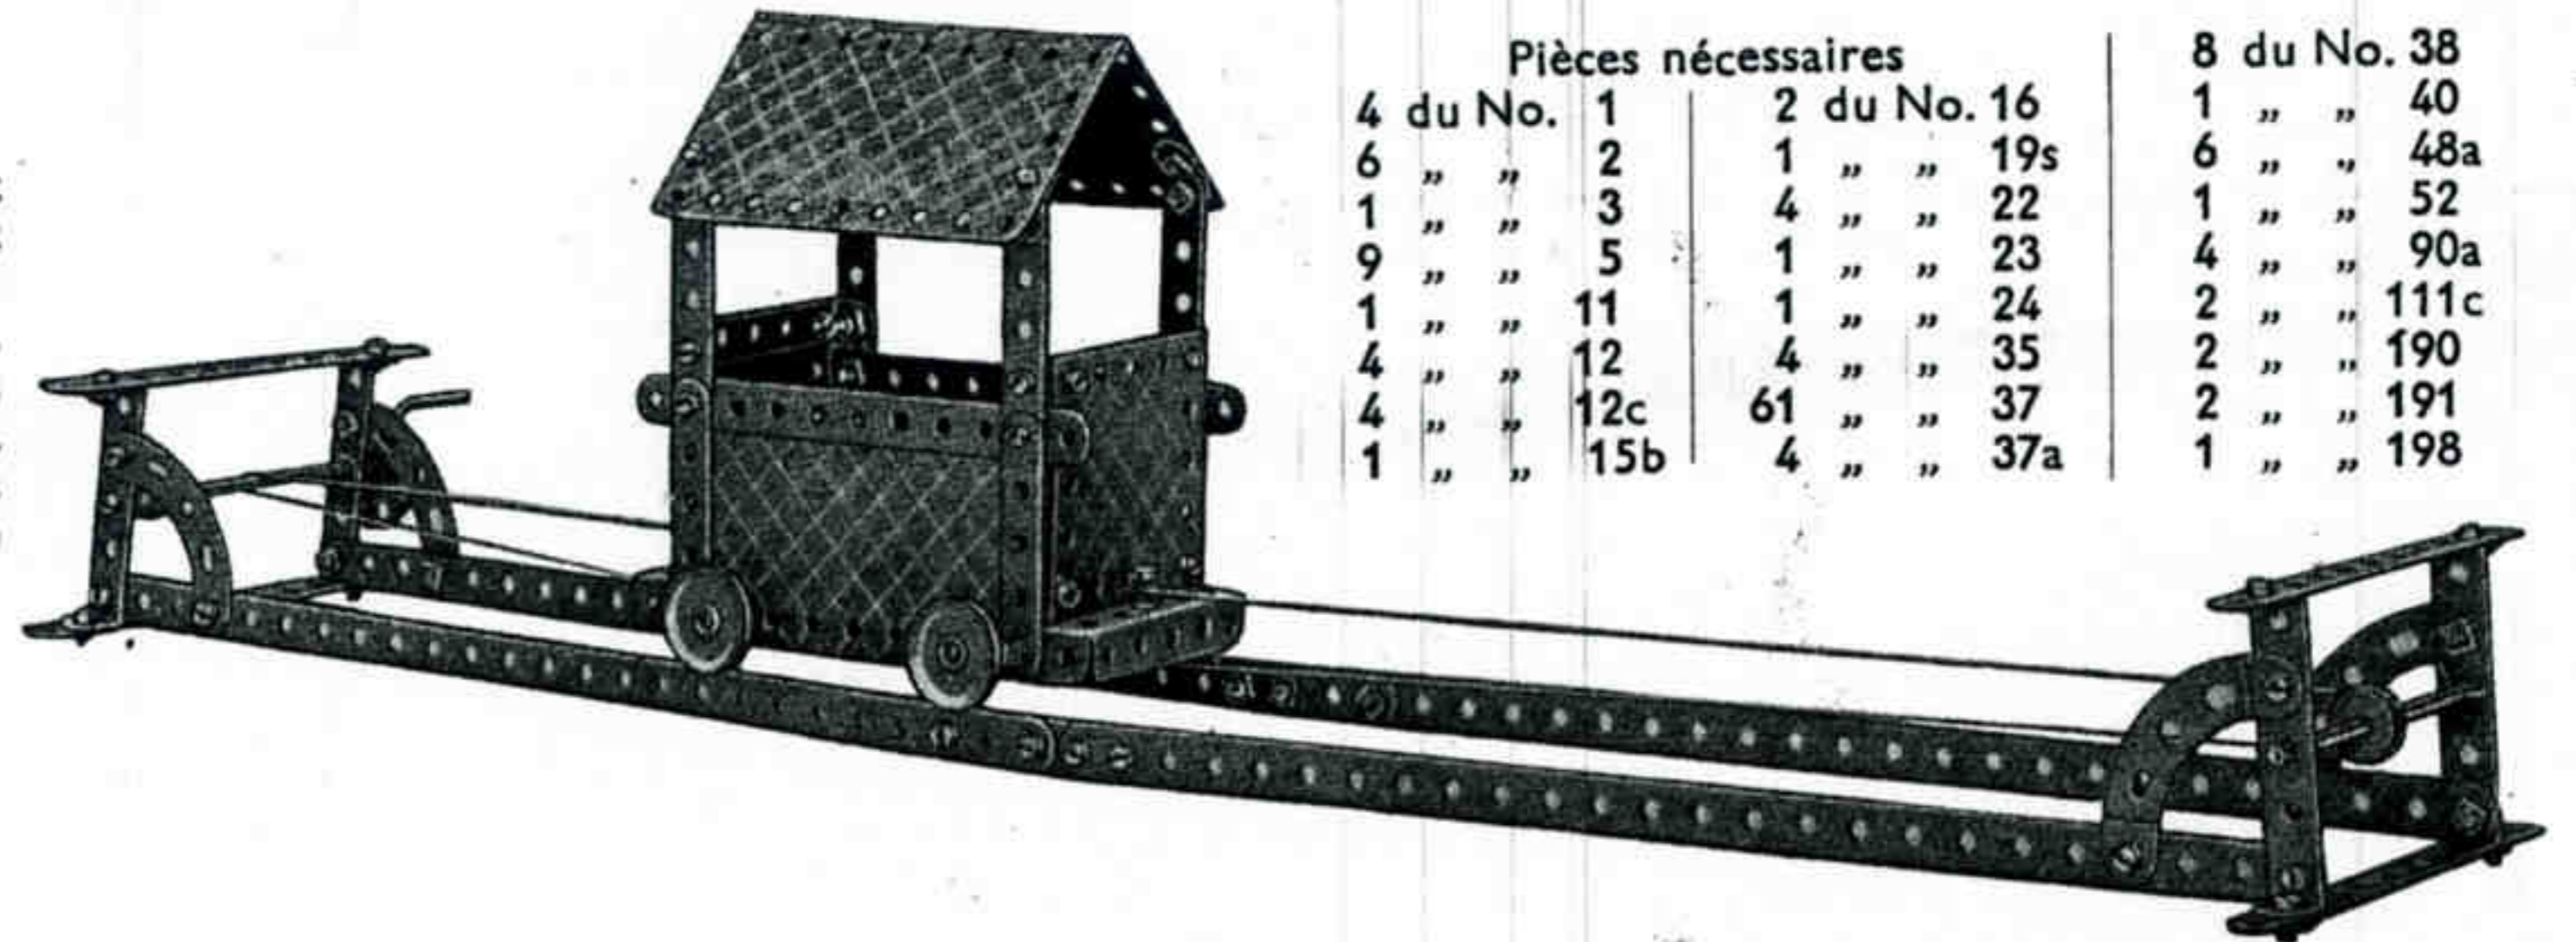 Pièces nécessaires
4 du No. 1
6 „ „ 2
1 „ „ 3
9 „ „ 5
1 „ „ 11
4 „ „ 12
4 „ „ 12c
1 „ „ 15b
2 du No. 16
1 „ „ 19s
4 „ „ 22
1 „ „ 23
1 „ „ 24
4 „ „ 35
61 „ „ 37
4 „ „ 37a
8 du No. 38
1 „ „ 40
6 „ „ 48a
1 „ „ 52
4 „ „ 90a
2 „ „ 111c
2 „ „ 190
2 „ „ 191
1 „ „ 198